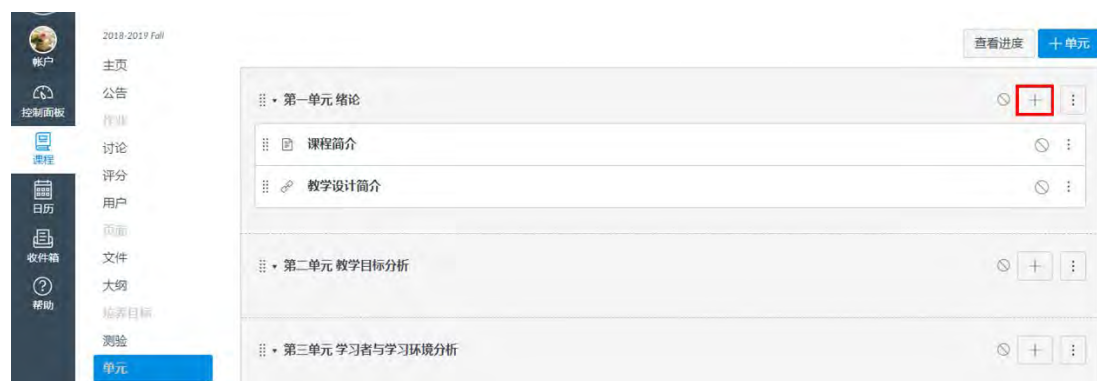 帐户
控制面板
课程
日历
收件箱
帮助
2018-2019 Fall
主页
公告
作业
讨论
评分
用户
页面
文件
大纲
培养目标
测验
单元
查看进度
十单元
第一单元 绪论
课程简介
教学设计简介
第二单元 教学目标分析
第三单元 学习者与学习环境分析